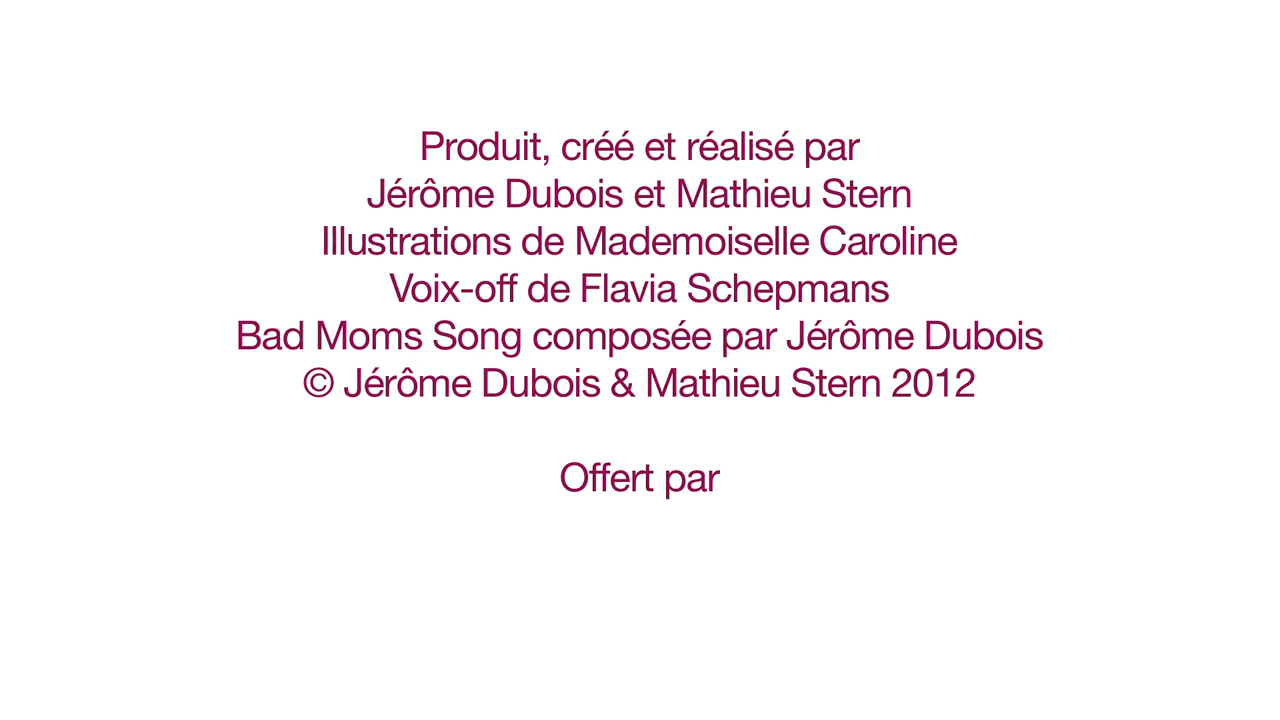 Produit, créé et réalisé par
Jérôme Dubois et Mathieu Stern
Illustrations de Mademoiselle Caroline
Voix-off de Flavia Schepmans
Bad Moms Song composée par Jérôme Dubois
© Jérôme Dubois & Mathieu Stern 2012
Offert par